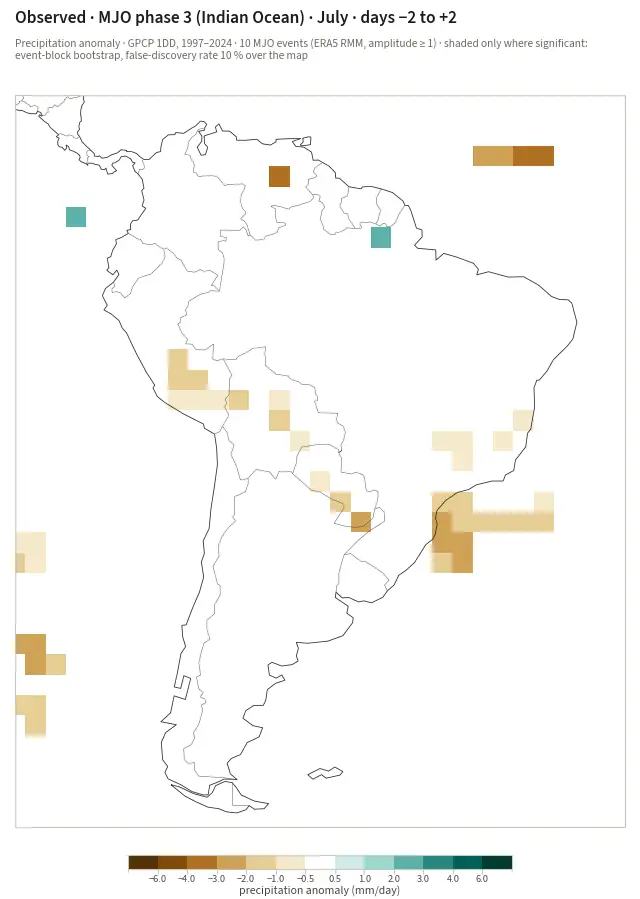 Observed · MJO phase 3 (Indian Ocean) · July · days −2 to +2
Precipitation anomaly · GPCP 1DD, 1997–2024 · 10 MJO events (ERA5 RMM, amplitude ≥ 1) · shaded only where significant:
event-block bootstrap, false-discovery rate 10 % over the map
−6.0 −4.0 −3.0 −2.0 −1.0 −0.5 0.5 1.0 2.0 3.0 4.0 6.0
precipitation anomaly (mm/day)